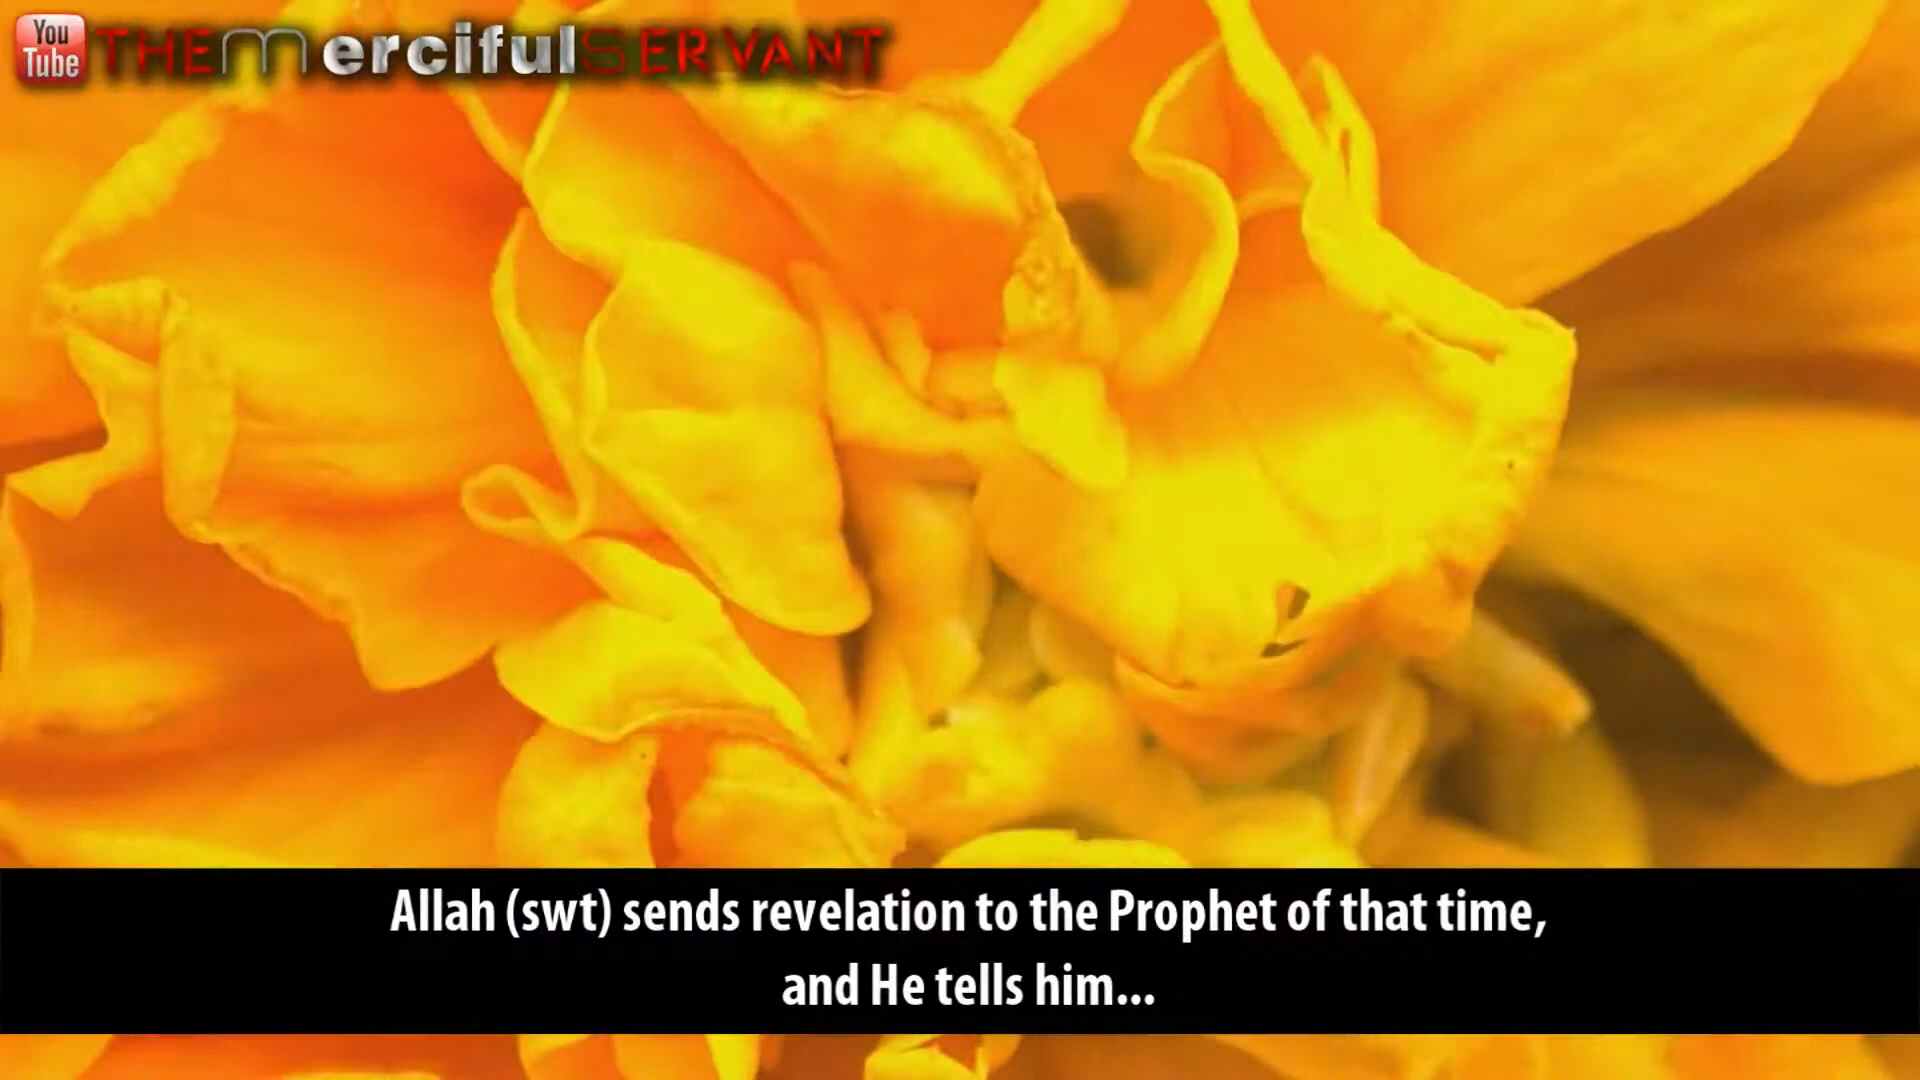 You Tube THEmercifulSERVANT
Allah (swt) sends revelation to the Prophet of that time,
and He tells him...